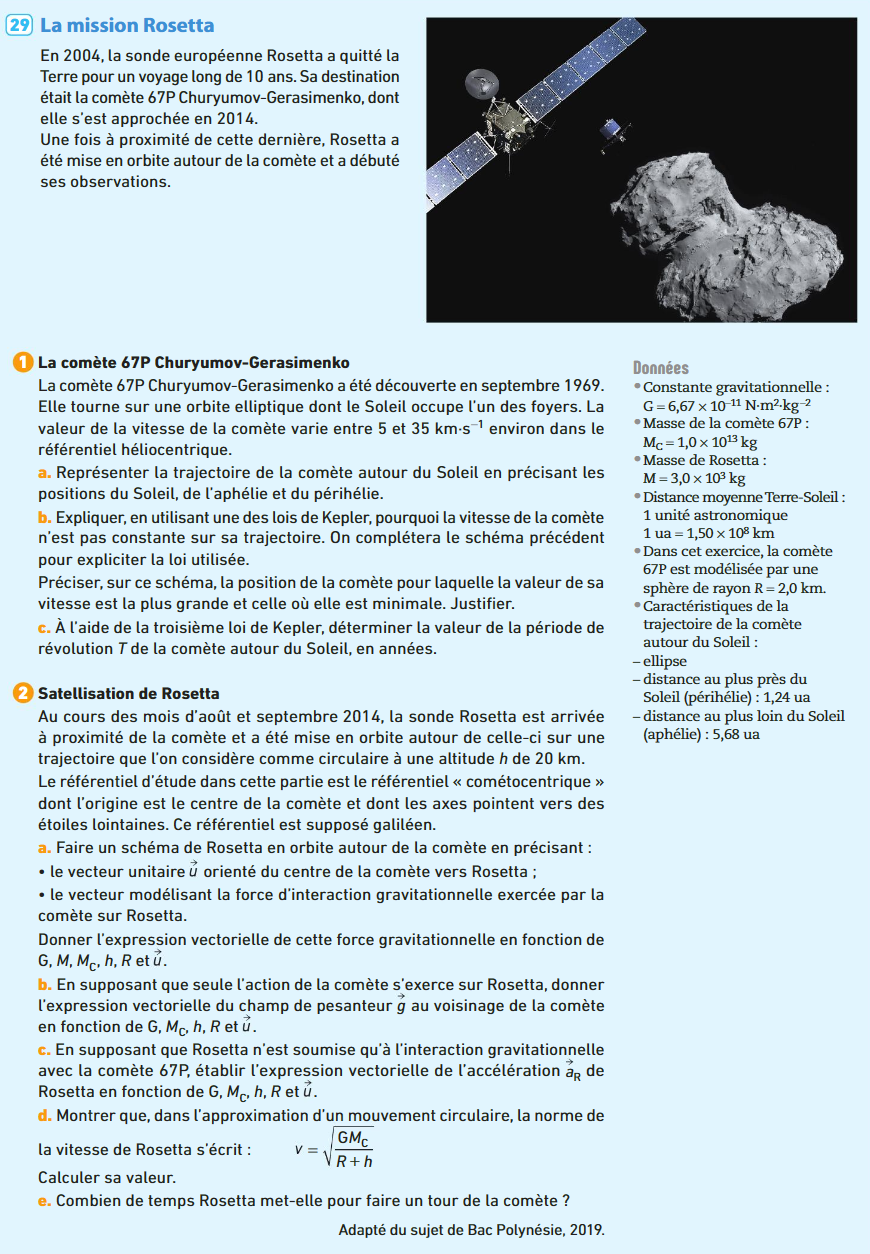 29 La mission Rosetta
En 2004, la sonde européenne Rosetta a quitté la
Terre pour un voyage long de 10 ans. Sa destination
était la comète 67P Churyumov-Gerasimenko, dont
elle s'est approchée en 2014.
Une fois à proximité de cette dernière, Rosetta a
été mise en orbite autour de la comète et a débuté
ses observations.
1 La comète 67P Churyumov-Gerasimenko
La comète 67P Churyumov-Gerasimenko a été découverte en septembre 1969.
Elle tourne sur une orbite elliptique dont le Soleil occupe l'un des foyers. La
valeur de la vitesse de la comète varie entre 5 et 35 km·s⁻¹ environ dans le
référentiel héliocentrique.
a. Représenter la trajectoire de la comète autour du Soleil en précisant les
positions du Soleil, de l'aphélie et du périhélie.
b. Expliquer, en utilisant une des lois de Kepler, pourquoi la vitesse de la comète
n'est pas constante sur sa trajectoire. On complétera le schéma précédent
pour expliciter la loi utilisée.
Préciser, sur ce schéma, la position de la comète pour laquelle la valeur de sa
vitesse est la plus grande et celle où elle est minimale. Justifier.
c. À l'aide de la troisième loi de Kepler, déterminer la valeur de la période de
révolution T de la comète autour du Soleil, en années.
2 Satellisation de Rosetta
Au cours des mois d'août et septembre 2014, la sonde Rosetta est arrivée
à proximité de la comète et a été mise en orbite autour de celle-ci sur une
trajectoire que l'on considère comme circulaire à une altitude h de 20 km.
Le référentiel d'étude dans cette partie est le référentiel « cométocentrique »
dont l'origine est le centre de la comète et dont les axes pointent vers des
étoiles lointaines. Ce référentiel est supposé galiléen.
a. Faire un schéma de Rosetta en orbite autour de la comète en précisant :
• le vecteur unitaire u⃗ orienté du centre de la comète vers Rosetta ;
• le vecteur modélisant la force d'interaction gravitationnelle exercée par la
comète sur Rosetta.
Donner l'expression vectorielle de cette force gravitationnelle en fonction de
G, M, M_C, h, R et u⃗.
b. En supposant que seule l'action de la comète s'exerce sur Rosetta, donner
l'expression vectorielle du champ de pesanteur g⃗ au voisinage de la comète
en fonction de G, M_C, h, R et u⃗.
c. En supposant que Rosetta n'est soumise qu'à l'interaction gravitationnelle
avec la comète 67P, établir l'expression vectorielle de l'accélération a⃗_R de
Rosetta en fonction de G, M_C, h, R et u⃗.
d. Montrer que, dans l'approximation d'un mouvement circulaire, la norme de
la vitesse de Rosetta s'écrit : v = √(GM_C / (R + h))
Calculer sa valeur.
e. Combien de temps Rosetta met-elle pour faire un tour de la comète ?
Adapté du sujet de Bac Polynésie, 2019.
Données
• Constante gravitationnelle :
G = 6,67 × 10⁻¹¹ N·m²·kg⁻²
• Masse de la comète 67P :
M_C = 1,0 × 10¹³ kg
• Masse de Rosetta :
M = 3,0 × 10³ kg
• Distance moyenne Terre-Soleil :
1 unité astronomique
1 ua = 1,50 × 10⁸ km
• Dans cet exercice, la comète
67P est modélisée par une
sphère de rayon R = 2,0 km.
• Caractéristiques de la
trajectoire de la comète
autour du Soleil :
– ellipse
– distance au plus près du
Soleil (périhélie) : 1,24 ua
– distance au plus loin du Soleil
(aphélie) : 5,68 ua